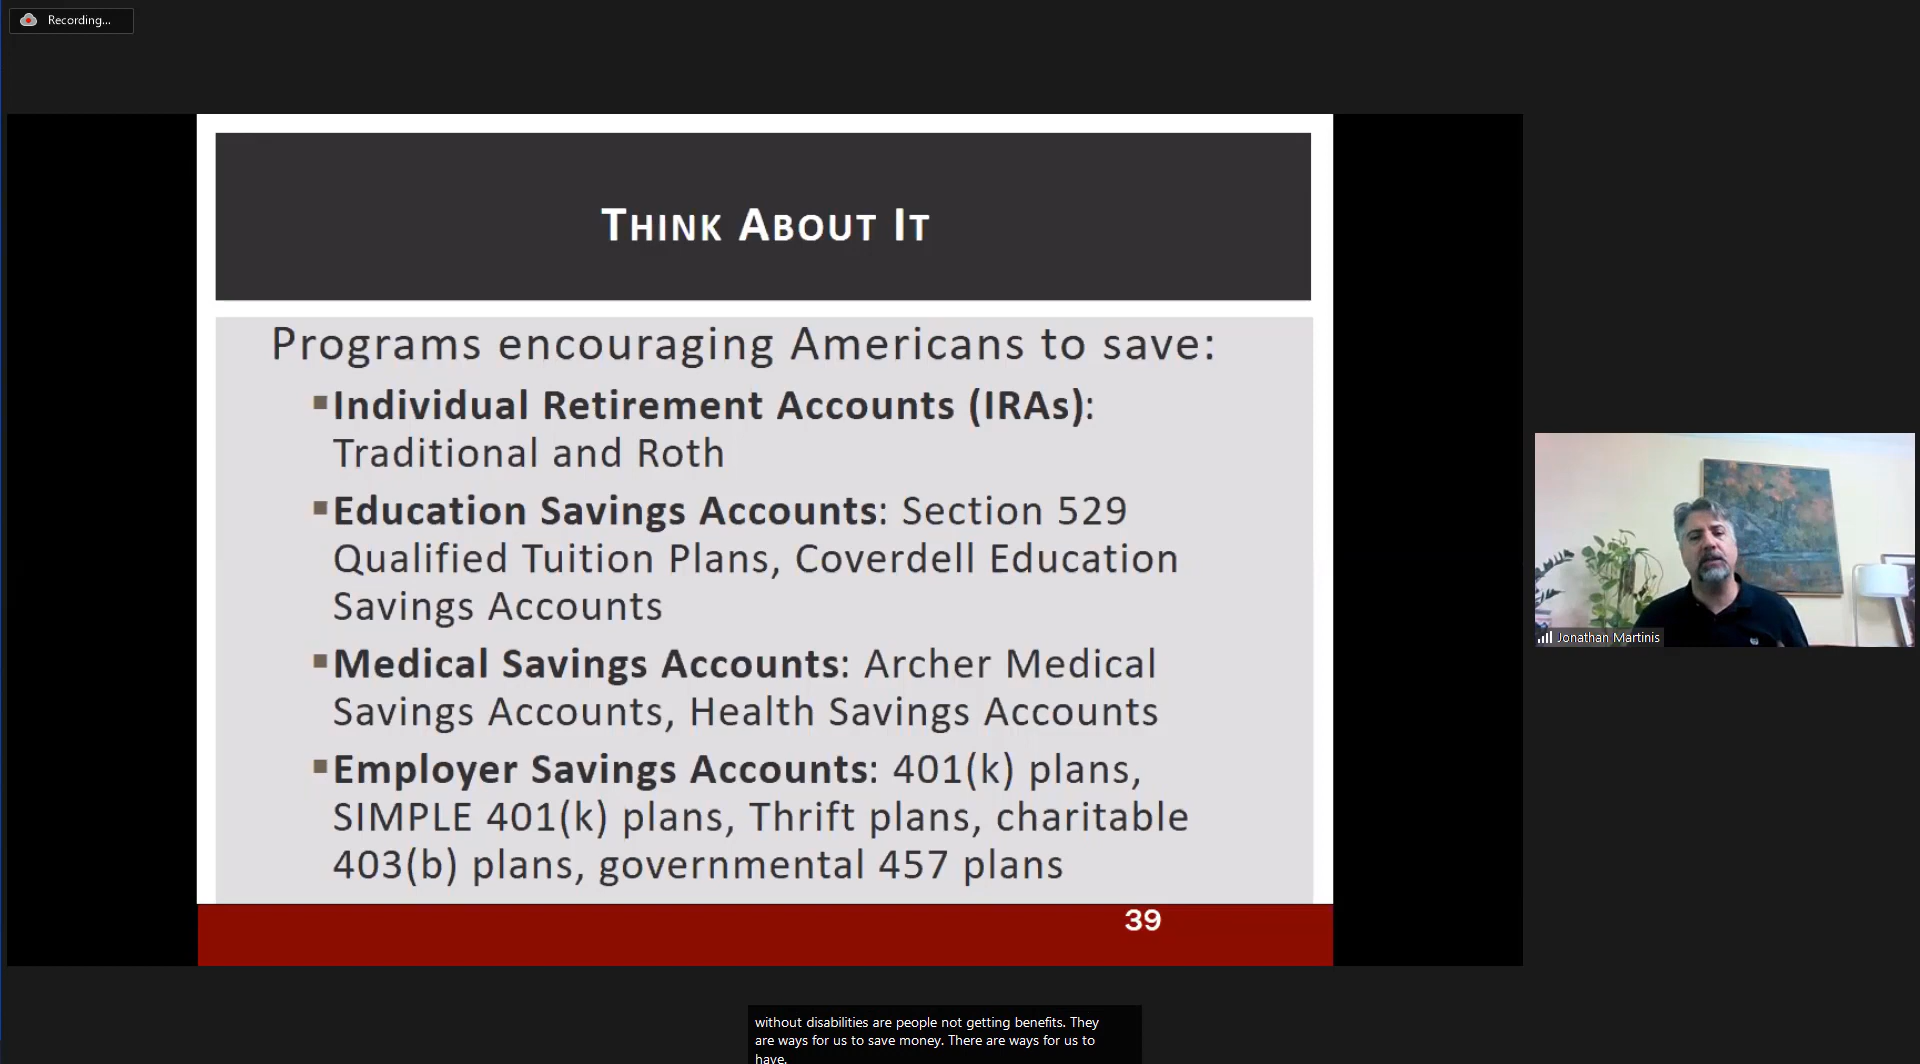 Recording...
THINK ABOUT IT
Programs encouraging Americans to save:
▪Individual Retirement Accounts (IRAs):
Traditional and Roth
▪Education Savings Accounts: Section 529
Qualified Tuition Plans, Coverdell Education
Savings Accounts
▪Medical Savings Accounts: Archer Medical
Savings Accounts, Health Savings Accounts
▪Employer Savings Accounts: 401(k) plans,
SIMPLE 401(k) plans, Thrift plans, charitable
403(b) plans, governmental 457 plans
39
Jonathan Martinis
without disabilities are people not getting benefits. They
are ways for us to save money. There are ways for us to
have.